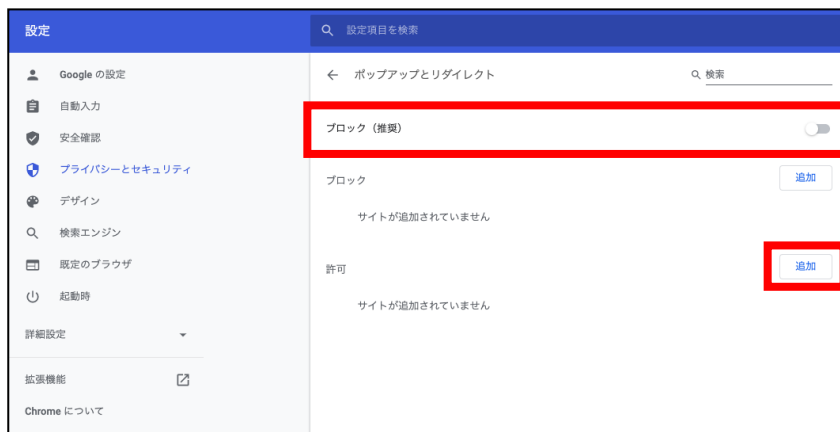 設定
設定項目を検索
Google の設定
自動入力
安全確認
プライバシーとセキュリティ
デザイン
検索エンジン
既定のブラウザ
起動時
詳細設定
拡張機能
Chrome について
ポップアップとリダイレクト
検索
ブロック（推奨）
ブロック
追加
サイトが追加されていません
許可
追加
サイトが追加されていません